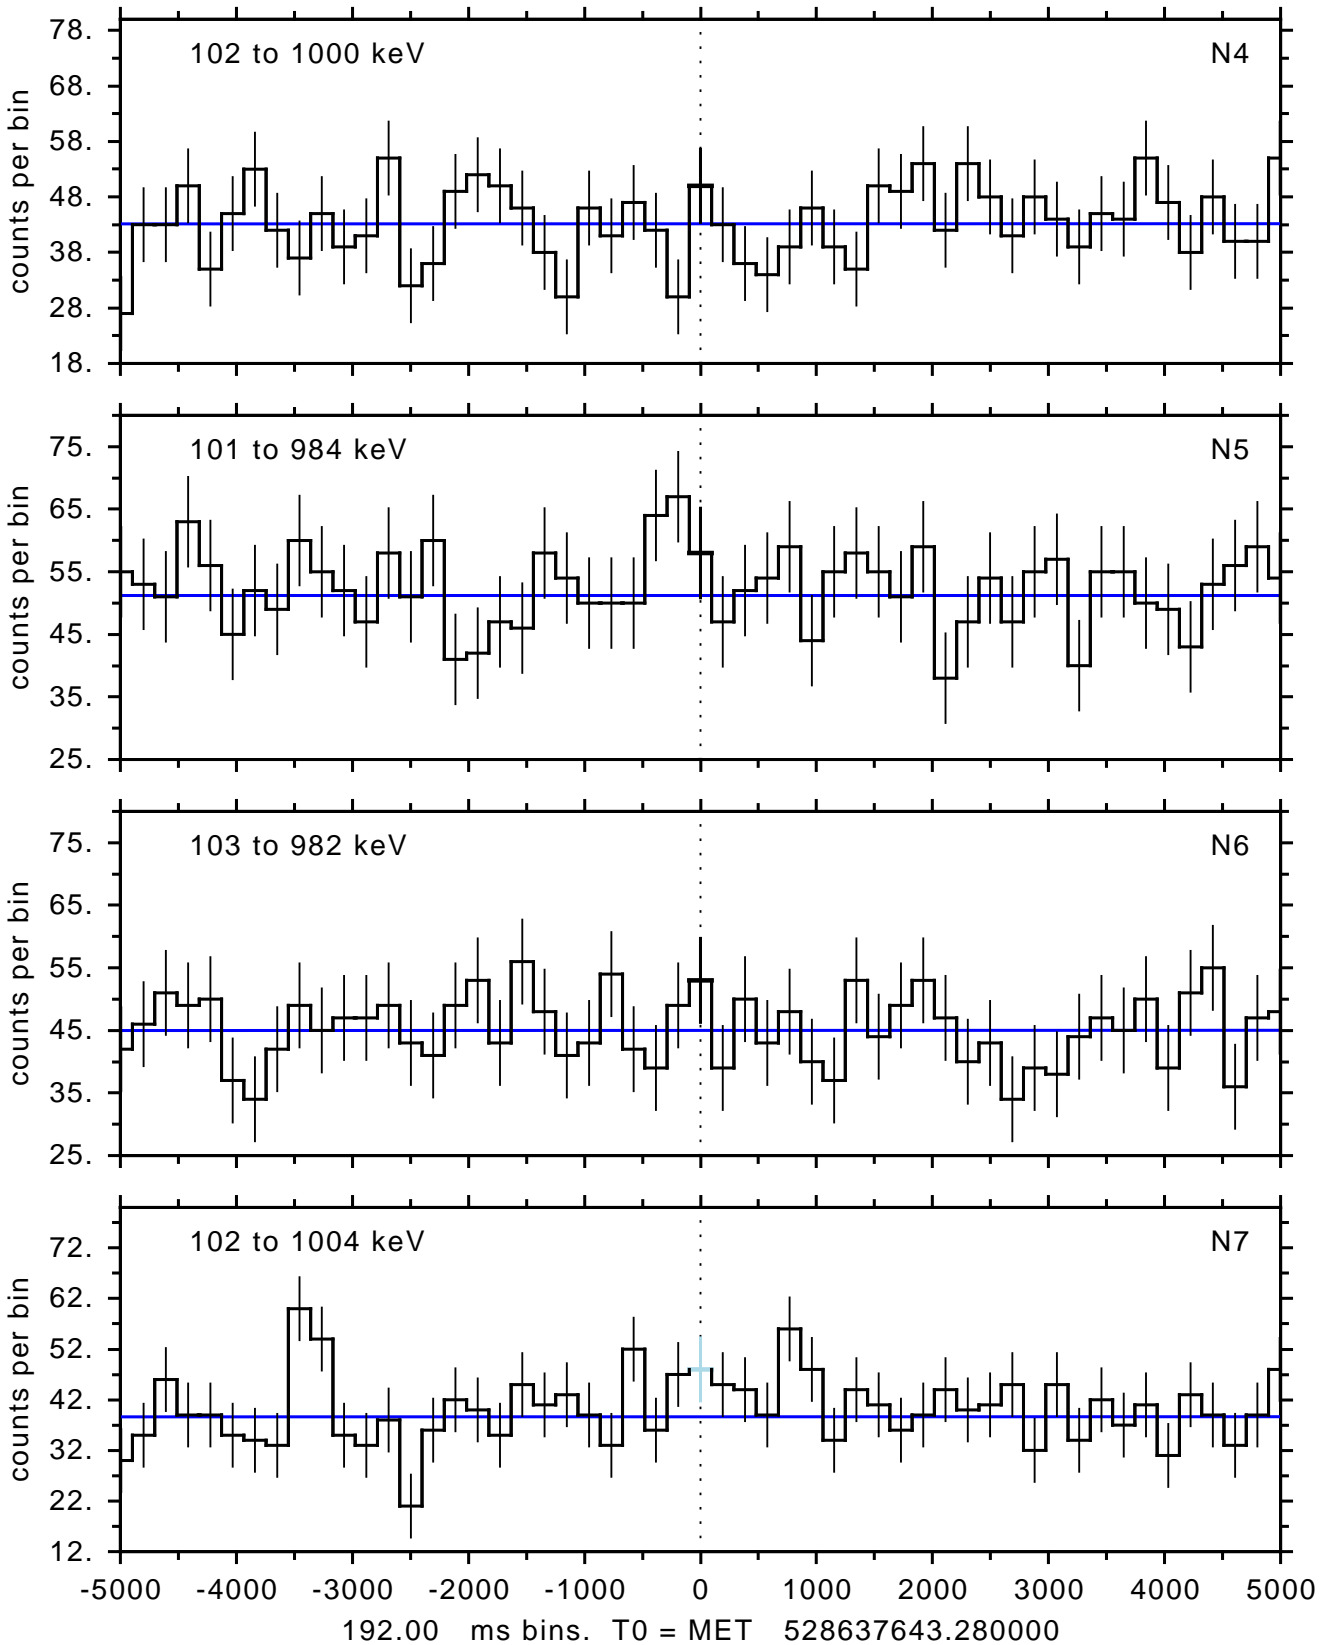 102 to 1000 keV N4
78.
68.
58.
48.
38.
28.
18.
counts per bin
101 to 984 keV N5
75.
65.
55.
45.
35.
25.
counts per bin
103 to 982 keV N6
75.
65.
55.
45.
35.
25.
counts per bin
102 to 1004 keV N7
72.
62.
52.
42.
32.
22.
12.
counts per bin
-5000 -4000 -3000 -2000 -1000 0 1000 2000 3000 4000 5000
192.00 ms bins. T0 = MET 528637643.280000